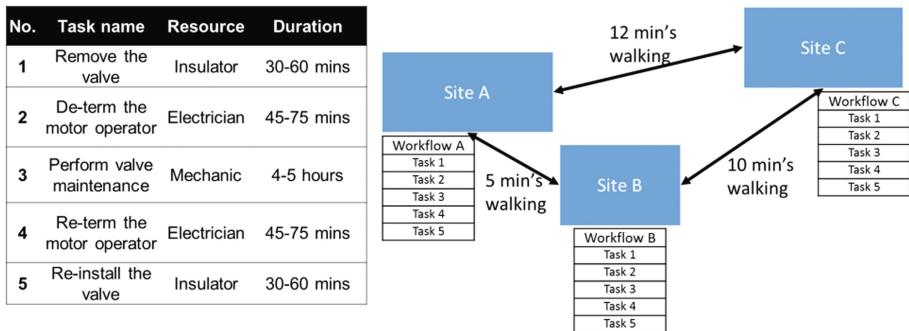 No. Task name Resource Duration
1 Remove the valve Insulator 30-60 mins
2 De-term the motor operator Electrician 45-75 mins
3 Perform valve maintenance Mechanic 4-5 hours
4 Re-term the motor operator Electrician 45-75 mins
5 Re-install the valve Insulator 30-60 mins
12 min's
walking
Site A
Site C
Site B
5 min's
walking
10 min's
walking
Workflow A
Task 1
Task 2
Task 3
Task 4
Task 5
Workflow B
Task 1
Task 2
Task 3
Task 4
Task 5
Workflow C
Task 1
Task 2
Task 3
Task 4
Task 5